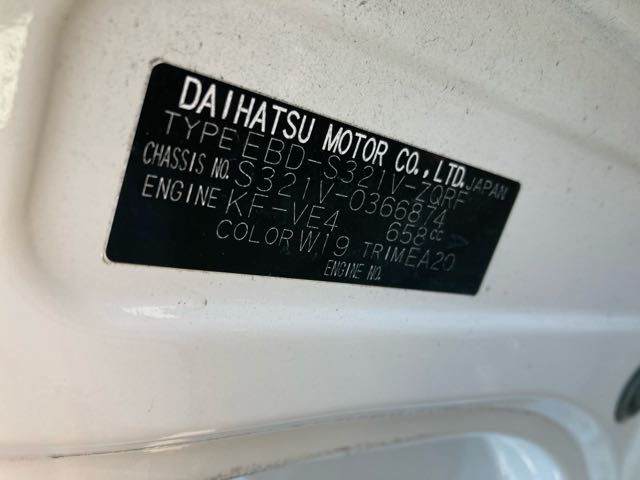 DAIHATSU MOTOR CO., LTD. JAPAN
TYPE EBD-S321V-ZQRF
CHASSIS NO. S321V-0366874
ENGINE KF-VE4 658cc
COLOR W19 TRIM EA20
ENGINE NO.